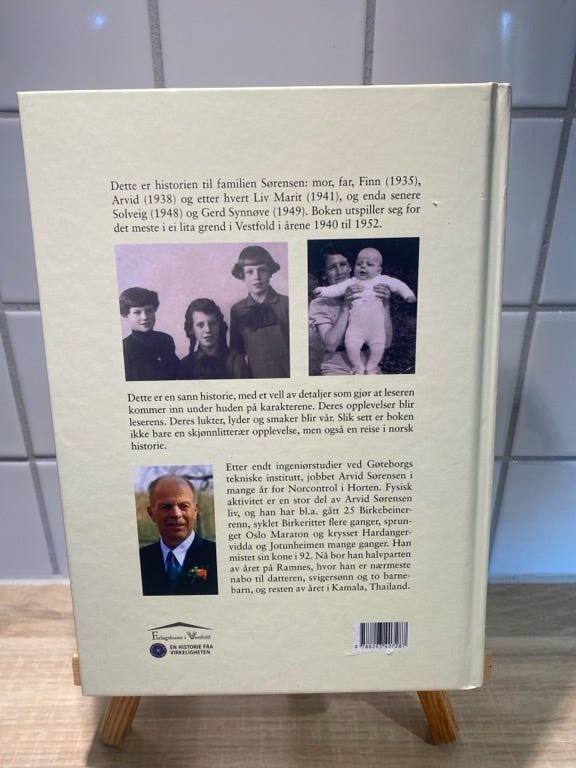 Dette er historien til familien Sørensen: mor, far, Finn (1935),
Arvid (1938) og etter hvert Liv Marit (1941), og enda senere
Solveig (1948) og Gerd Synnøve (1949). Boken utspiller seg for
det meste i ei lita grend i Vestfold i årene 1940 til 1952.
Dette er en sann historie, med et vell av detaljer som gjør at leseren
kommer inn under huden på karakterene. Deres opplevelser blir
leserens. Deres lukter, lyder og smaker blir vår. Slik sett er boken
ikke bare en skjønnlitterær opplevelse, men også en reise i norsk
historie.
Etter endt ingeniørstudier ved Gøteborgs
tekniske institutt, jobbet Arvid Sørensen i
mange år for Norcontrol i Horten. Fysisk
aktivitet er en stor del av Arvid Sørensen
liv, og han har bl.a. gått 25 Birkebeiner-
renn, syklet Birkerittet flere ganger, sprun-
get Oslo Maraton og krysset Hardanger-
vidda og Jotunheimen mange ganger. Han
mistet sin kone i 92. Nå bor han halvparten
av året på Ramnes, hvor han er nærmeste
nabo til datteren, svigersønn og to barne-
barn, og resten av året i Kamala, Thailand.
Forlagshuset i Vestfold
EN HISTORIE FRA
VIRKELIGHETEN